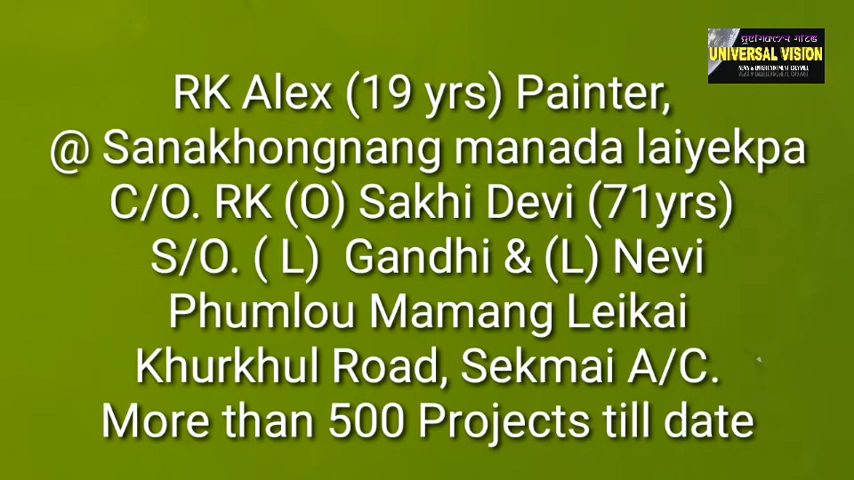 UNIVERSAL VISION
RK Alex (19 yrs) Painter,
@ Sanakhongnang manada laiyekpa
C/O. RK (O) Sakhi Devi (71yrs)
S/O. ( L) Gandhi & (L) Nevi
Phumlou Mamang Leikai
Khurkhul Road, Sekmai A/C.
More than 500 Projects till date